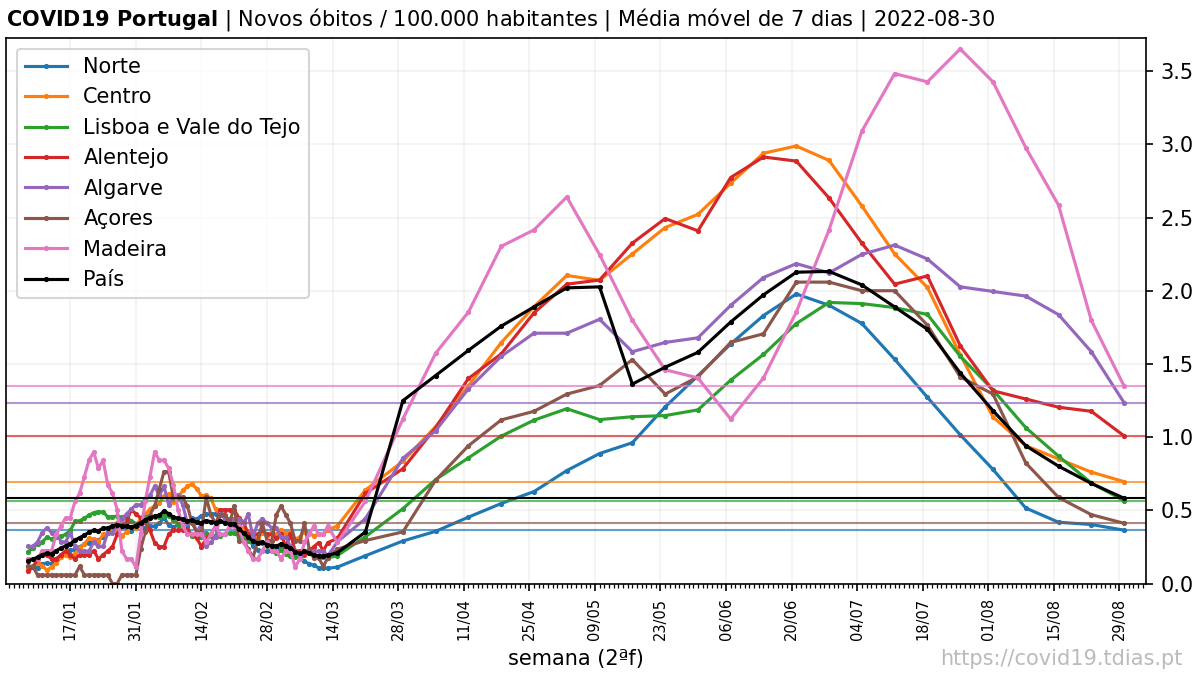 COVID19 Portugal | Novos óbitos / 100.000 habitantes | Média móvel de 7 dias | 2022-08-30
Norte
Centro
Lisboa e Vale do Tejo
Alentejo
Algarve
Açores
Madeira
País
3.5
3.0
2.5
2.0
1.5
1.0
0.5
0.0
17/01
31/01
14/02
28/02
14/03
28/03
11/04
25/04
09/05
23/05
06/06
20/06
04/07
18/07
01/08
15/08
29/08
semana (2ªf)
https://covid19.tdias.pt